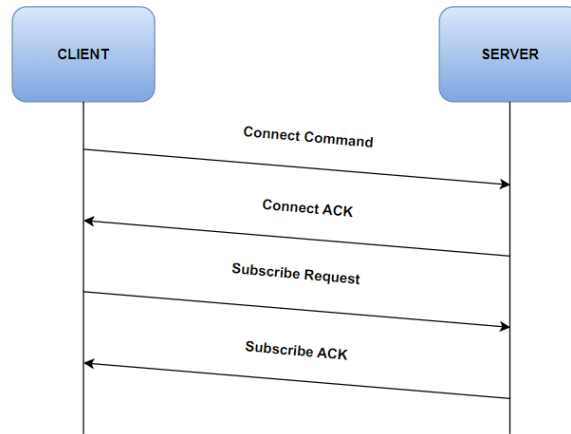 CLIENT
SERVER
Connect Command
Connect ACK
Subscribe Request
Subscribe ACK